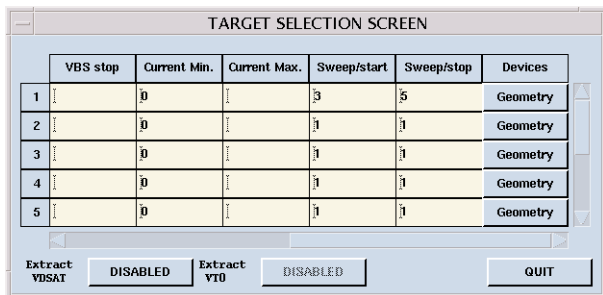 TARGET SELECTION SCREEN
VBS stop Current Min. Current Max. Sweep/start Sweep/stop Devices
1 0 3 5 Geometry
2 0 1 1 Geometry
3 0 1 1 Geometry
4 0 1 1 Geometry
5 0 1 1 Geometry
Extract VDSAT DISABLED Extract VTO DISABLED QUIT